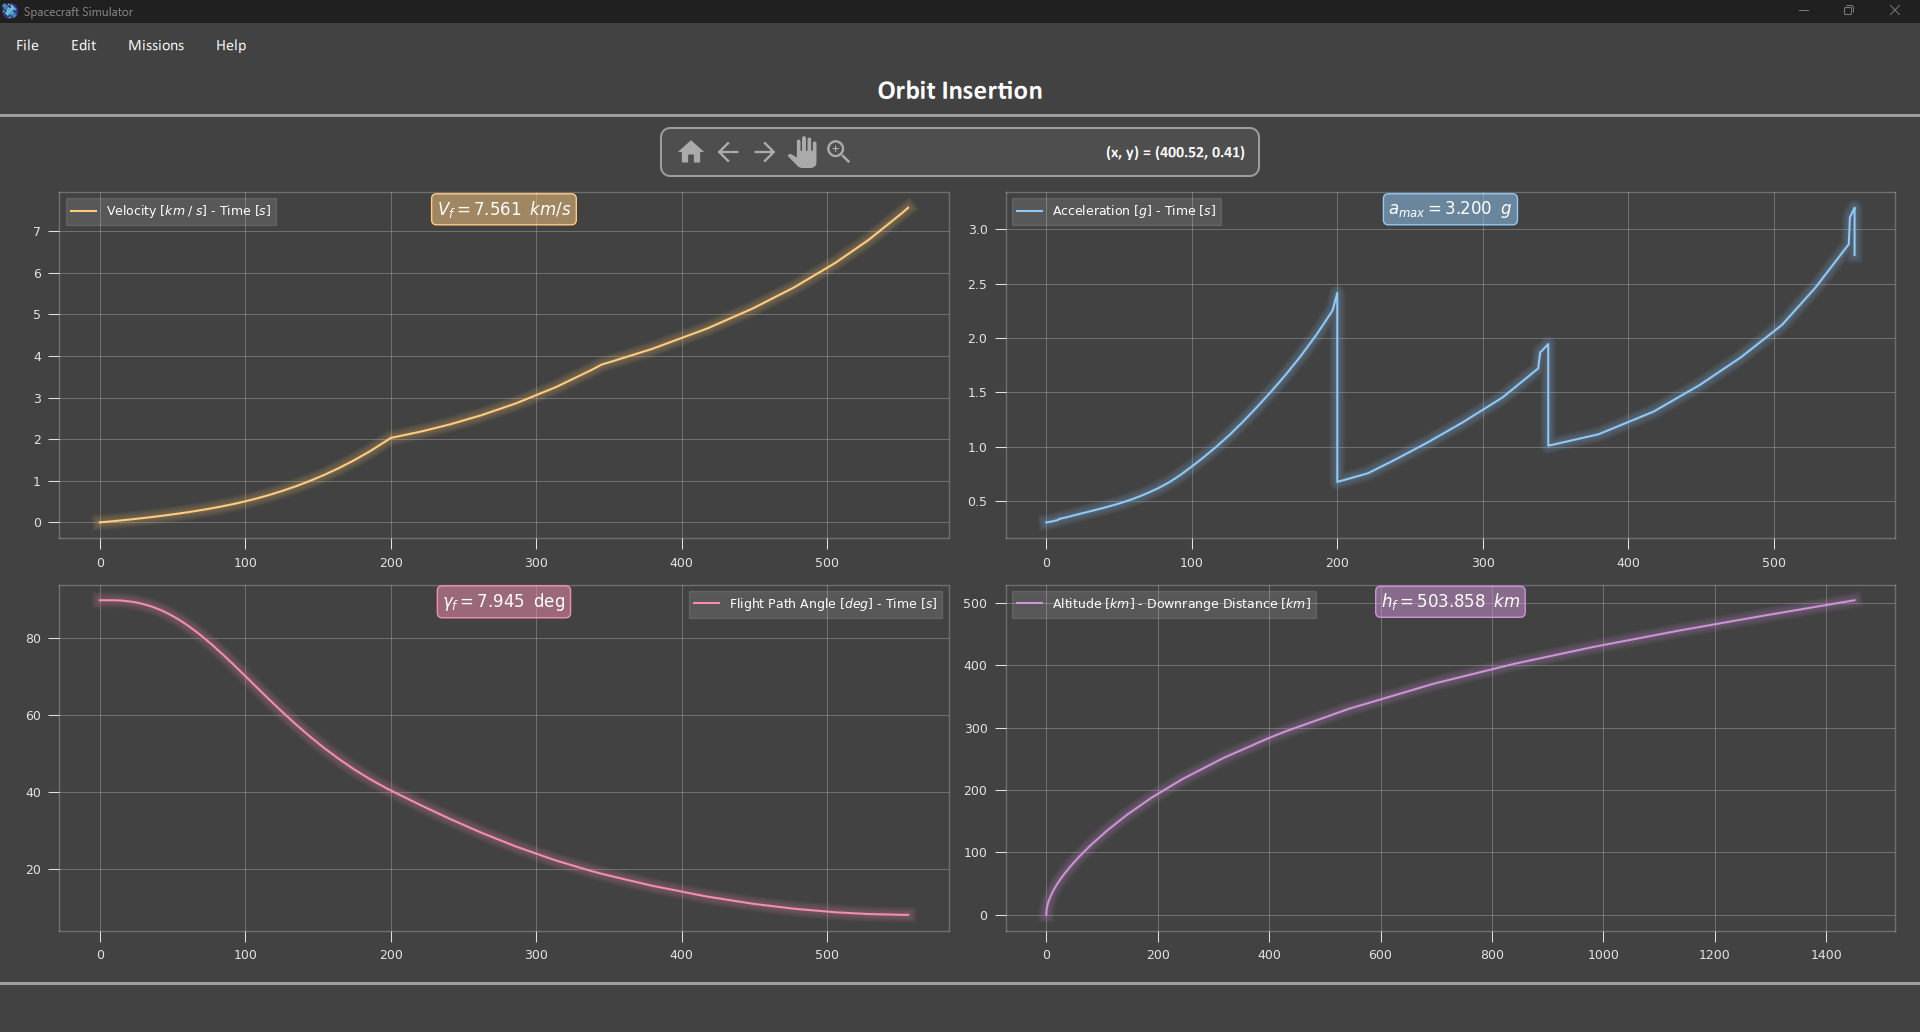 Spacecraft Simulator
File Edit Missions Help
Orbit Insertion
(x, y) = (400.52, 0.41)
Velocity [km / s] - Time [s]
V_f = 7.561 km/s
7
6
5
4
3
2
1
0
0 100 200 300 400 500
Acceleration [g] - Time [s]
a_max = 3.200 g
3.0
2.5
2.0
1.5
1.0
0.5
0 100 200 300 400 500
γ_f = 7.945 deg
Flight Path Angle [deg] - Time [s]
80
60
40
20
0 100 200 300 400 500
Altitude [km] - Downrange Distance [km]
h_f = 503.858 km
500
400
300
200
100
0
0 200 400 600 800 1000 1200 1400